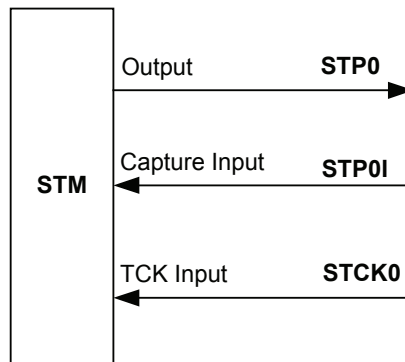 Output STP0
Capture Input STP0I
STM
TCK Input STCK0